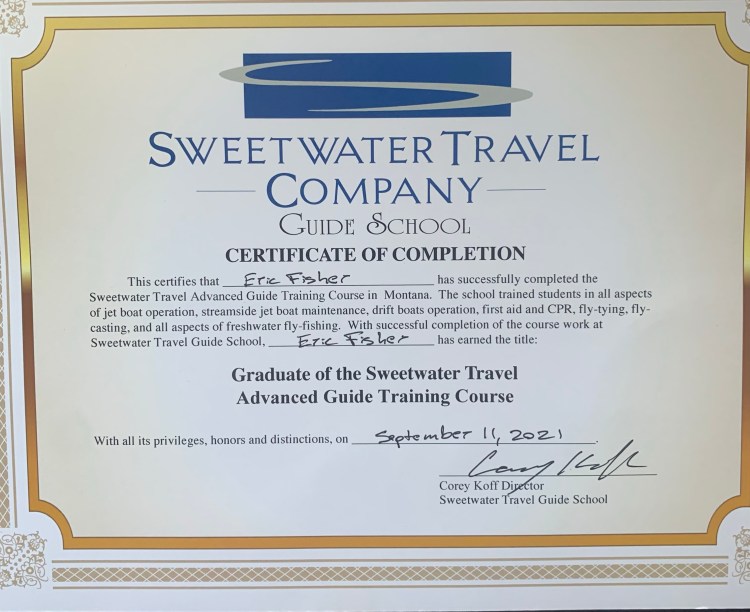 SWEETWATER TRAVEL
COMPANY
GUIDE SCHOOL
CERTIFICATE OF COMPLETION
This certifies that Eric Fisher has successfully completed the
Sweetwater Travel Advanced Guide Training Course in Montana. The school trained students in all aspects
of jet boat operation, streamside jet boat maintenance, drift boats operation, first aid and CPR, fly-tying, fly-
casting, and all aspects of freshwater fly-fishing. With successful completion of the course work at
Sweetwater Travel Guide School, Eric Fisher has earned the title:
Graduate of the Sweetwater Travel
Advanced Guide Training Course
With all its privileges, honors and distinctions, on September 11, 2021.
Corey Koff
Corey Koff Director
Sweetwater Travel Guide School